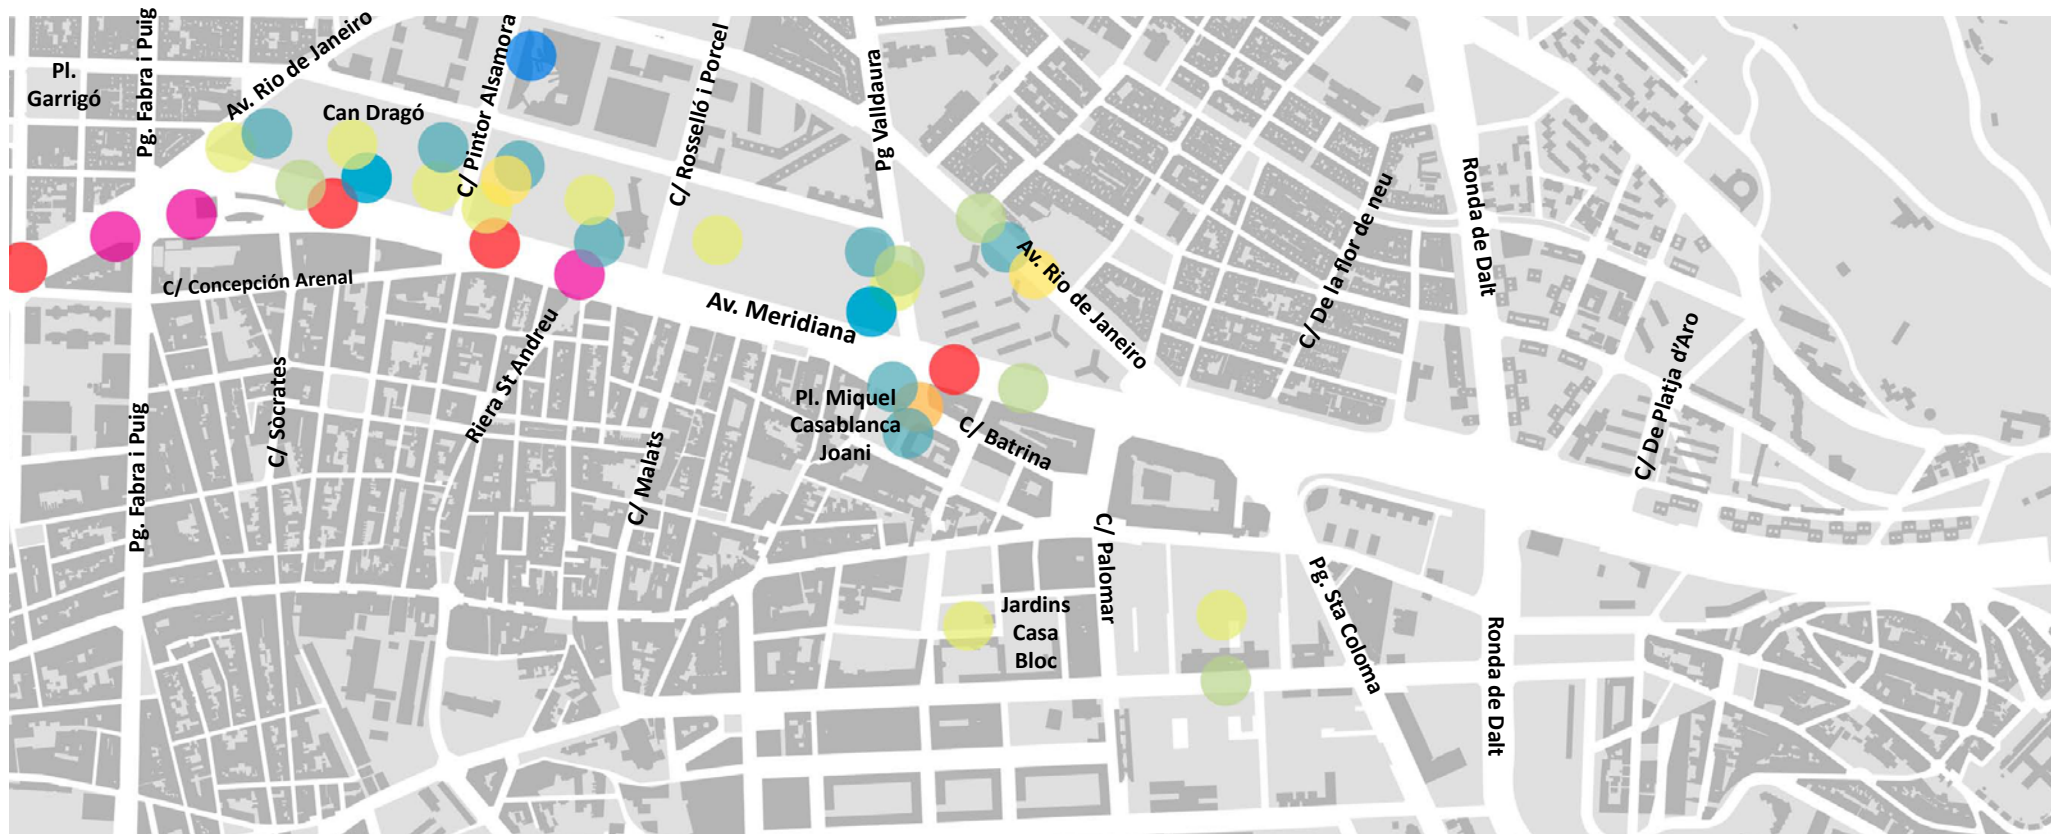 Pl.
Garrigó
Pg. Fabra i Puig
Av. Rio de Janeiro
Can Dragó
C/ Pintor Alsamora
C/ Rosselló i Porcel
Pg Valldaura
C/ Concepción Arenal
Av. Meridiana
Av. Rio de Janeiro
C/ De la flor de neu
Ronda de Dalt
C/ De Platja d'Aro
Pg. Fabra i Puig
C/ Sòcrates
Riera St Andreu
C/ Malats
Pl. Miquel
Casablanca
Joani
C/ Batrina
C/ Palomar
Jardins
Casa
Bloc
Pg. Sta Coloma
Ronda de Dalt